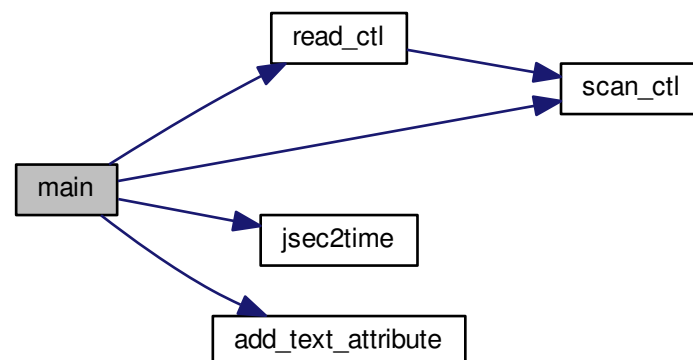 read_ctl
scan_ctl
main
jsec2time
add_text_attribute